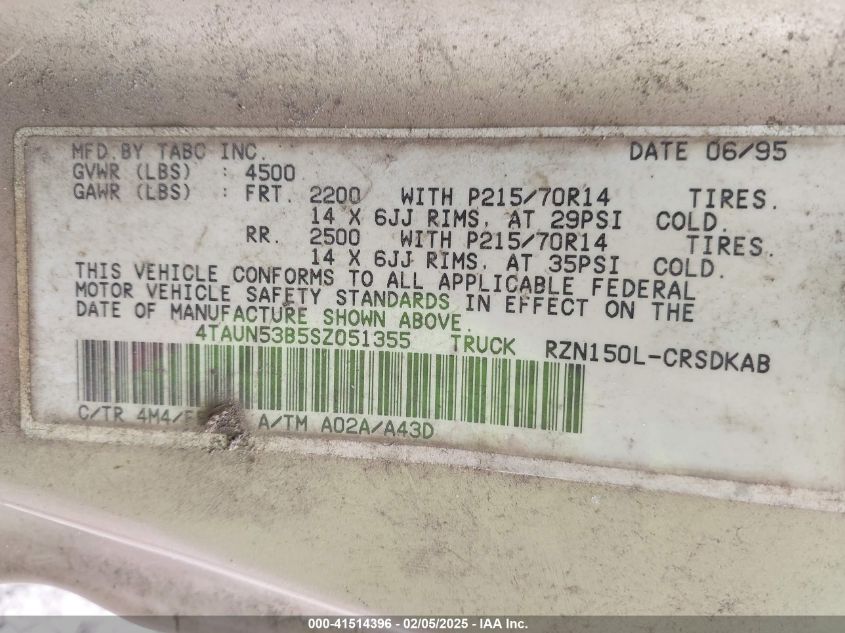 MFD.BY TABC INC. DATE 06/95
GVWR (LBS) : 4500
GAWR (LBS) : FRT. 2200 WITH P215/70R14 TIRES.
14 X 6JJ RIMS, AT 29PSI COLD.
RR. 2500 WITH P215/70R14 TIRES.
14 X 6JJ RIMS, AT 35PSI COLD.
THIS VEHICLE CONFORMS TO ALL APPLICABLE FEDERAL
MOTOR VEHICLE SAFETY STANDARDS IN EFFECT ON THE
DATE OF MANUFACTURE SHOWN ABOVE.
4TAUN53B5SZ051355 TRUCK RZN150L-CRSDKAB
C/TR 4M4/ A/TM A02A/A43D
000-41514396 - 02/05/2025 - IAA Inc.